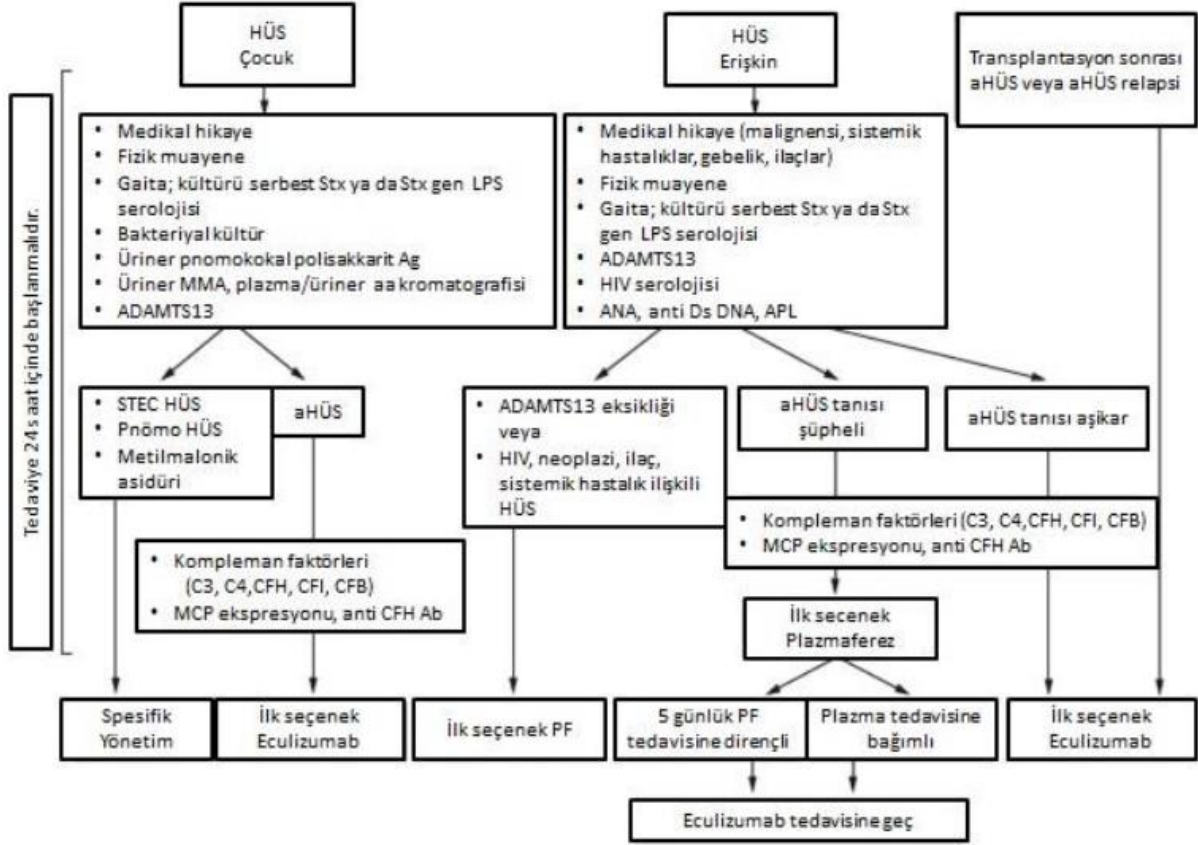 HÜS
Çocuk
HÜS
Erişkin
Transplantasyon sonrası
aHÜS veya aHÜS relapsi
Tedaviye 24 saat içinde başlanmalıdır.
• Medikal hikaye
• Fizik muayene
• Gaita; kültürü serbest Stx ya da Stx gen LPS
serolojisi
• Bakteriyal kültür
• Üriner pnomokokal polisakkarit Ag
• Üriner MMA, plazma/üriner aa kromatografisi
• ADAMTS13
• Medikal hikaye (malignensi, sistemik
hastalıklar, gebelik, ilaçlar)
• Fizik muayene
• Gaita; kültürü serbest Stx ya da Stx
gen LPS serolojisi
• ADAMTS13
• HIV serolojisi
• ANA, anti Ds DNA, APL
• STEC HÜS
• Pnömo HÜS
• Metilmalonik
asidüri
aHÜS
• ADAMTS13 eksikliği
veya
• HIV, neoplazi, ilaç,
sistemik hastalık ilişkili
HÜS
aHÜS tanısı
şüpheli
aHÜS tanısı aşikar
• Kompleman faktörleri
(C3, C4,CFH, CFI, CFB)
• MCP ekspresyonu, anti CFH Ab
• Kompleman faktörleri (C3, C4,CFH, CFI, CFB)
• MCP ekspresyonu, anti CFH Ab
İlk secenek
Plazmaferez
Spesifik
Yönetim
İlk seçenek
Eculizumab
İlk seçenek PF
5 günlük PF
tedavisine dirençli
Plazma tedavisine
bağımlı
İlk seçenek
Eculizumab
Eculizumab tedavisine geç